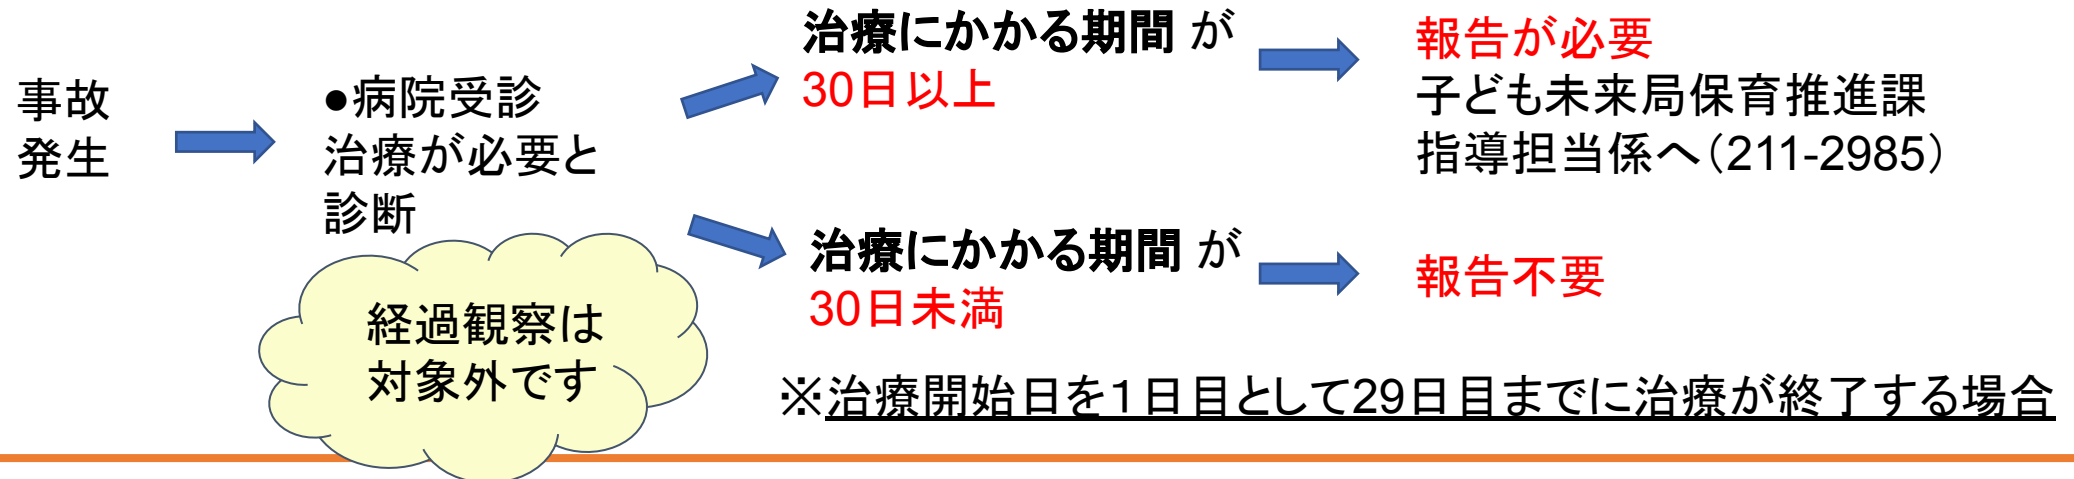 事故
発生
●病院受診
治療が必要と
診断
経過観察は
対象外です
治療にかかる期間 が
30日以上
報告が必要
子ども未来局保育推進課
指導担当係へ（211-2985）
治療にかかる期間 が
30日未満
報告不要
※治療開始日を１日目として29日目までに治療が終了する場合